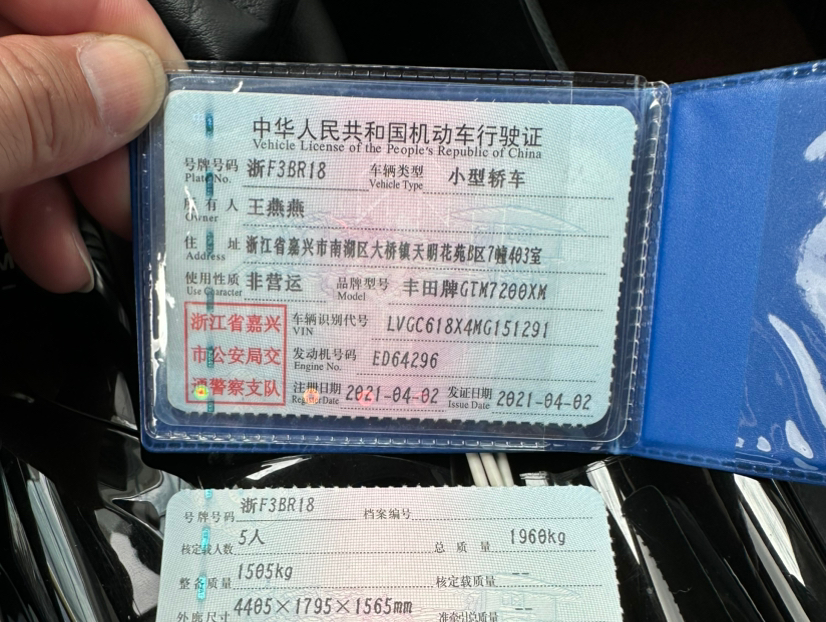 中华人民共和国机动车行驶证
Vehicle License of the People's Republic of China
号牌号码 浙F3BR18 车辆类型 小型轿车
Plate No. Vehicle Type
所有人 王燕燕
Owner
住址 浙江省嘉兴市南湖区大桥镇天明花苑B区7幢403室
Address
使用性质 非营运 品牌型号 丰田牌GTM7200XM
Use Character Model
浙江省嘉兴
市公安局交
通警察支队
车辆识别代号 LVGC618X4MG151291
VIN
发动机号码 ED64296
Engine No.
注册日期 2021-04-02 发证日期 2021-04-02
Register Date Issue Date
号牌号码 浙F3BR18 档案编号
核定载人数 5人 总质量 1960kg
整备质量 1505kg 核定载质量 --
外廓尺寸 4405×1795×1565mm 准牵引总质量 --